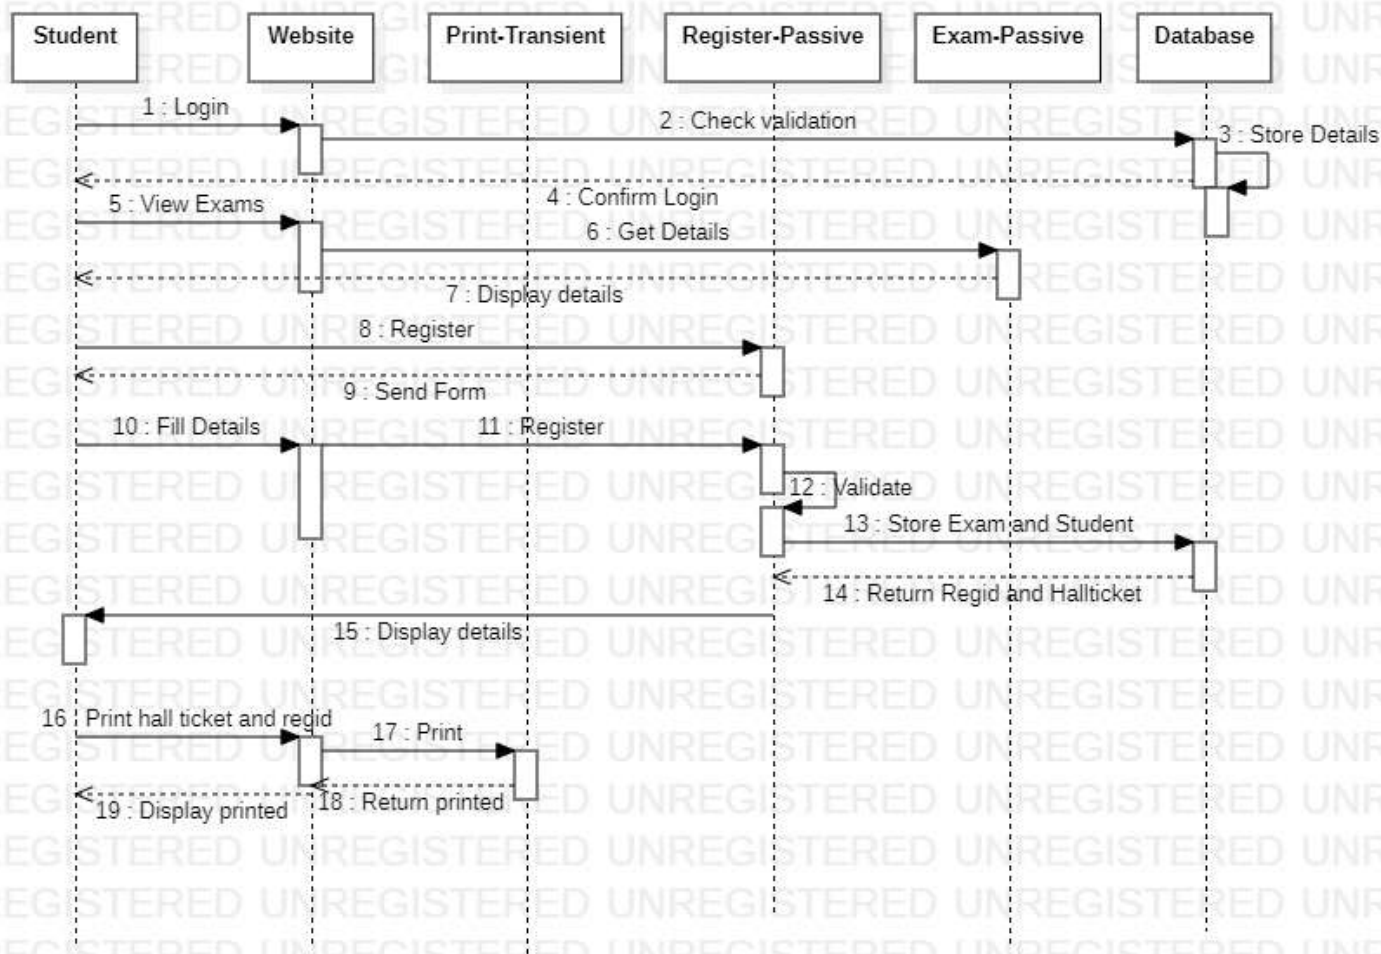 Student
Website
Print-Transient
Register-Passive
Exam-Passive
Database
1 : Login
2 : Check validation
3 : Store Details
4 : Confirm Login
5 : View Exams
6 : Get Details
7 : Display details
8 : Register
9 : Send Form
10 : Fill Details
11 : Register
12 : Validate
13 : Store Exam and Student
14 : Return Regid and Hallticket
15 : Display details
16 : Print hall ticket and regid
17 : Print
18 : Return printed
19 : Display printed
UNREGISTERED